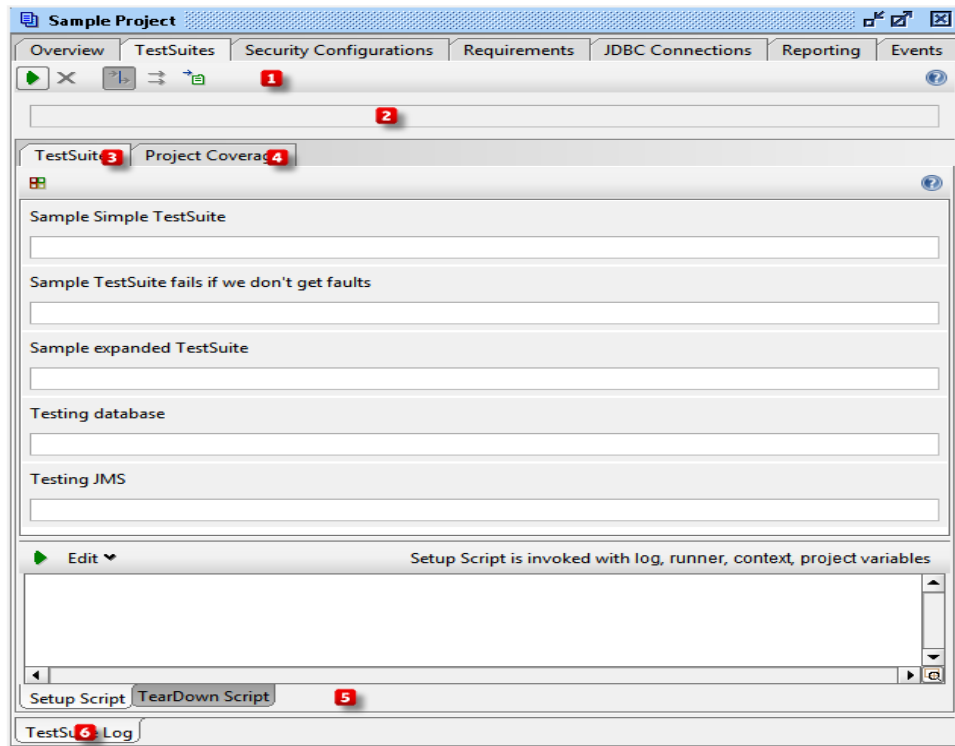 Sample Project
Overview TestSuites Security Configurations Requirements JDBC Connections Reporting Events
1
2
TestSuite 3 Project Coverag 4
Sample Simple TestSuite
Sample TestSuite fails if we don't get faults
Sample expanded TestSuite
Testing database
Testing JMS
Edit Setup Script is invoked with log, runner, context, project variables
Setup Script TearDown Script 5
TestSu 6 Log